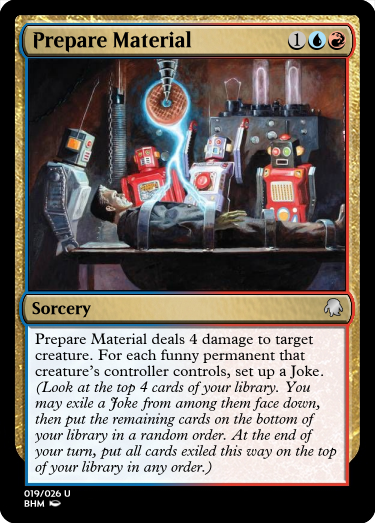 Prepare Material 1
Sorcery
Prepare Material deals 4 damage to target
creature. For each funny permanent that
creature's controller controls, set up a Joke.
(Look at the top 4 cards of your library. You
may exile a Joke from among them face down,
then put the remaining cards on the bottom of
your library in a random order. At the end of
your turn, put all cards exiled this way on the top
of your library in any order.)
019/026 U
BHM